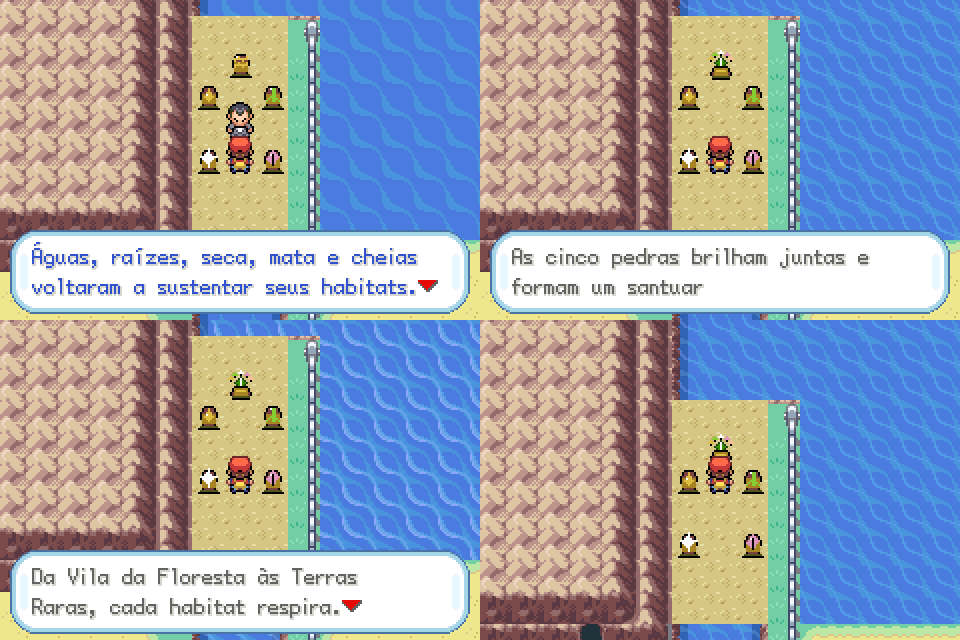 Águas, raízes, seca, mata e cheias
voltaram a sustentar seus habitats.
As cinco pedras brilham juntas e
formam um santuar
Da Vila da Floresta às Terras
Raras, cada habitat respira.